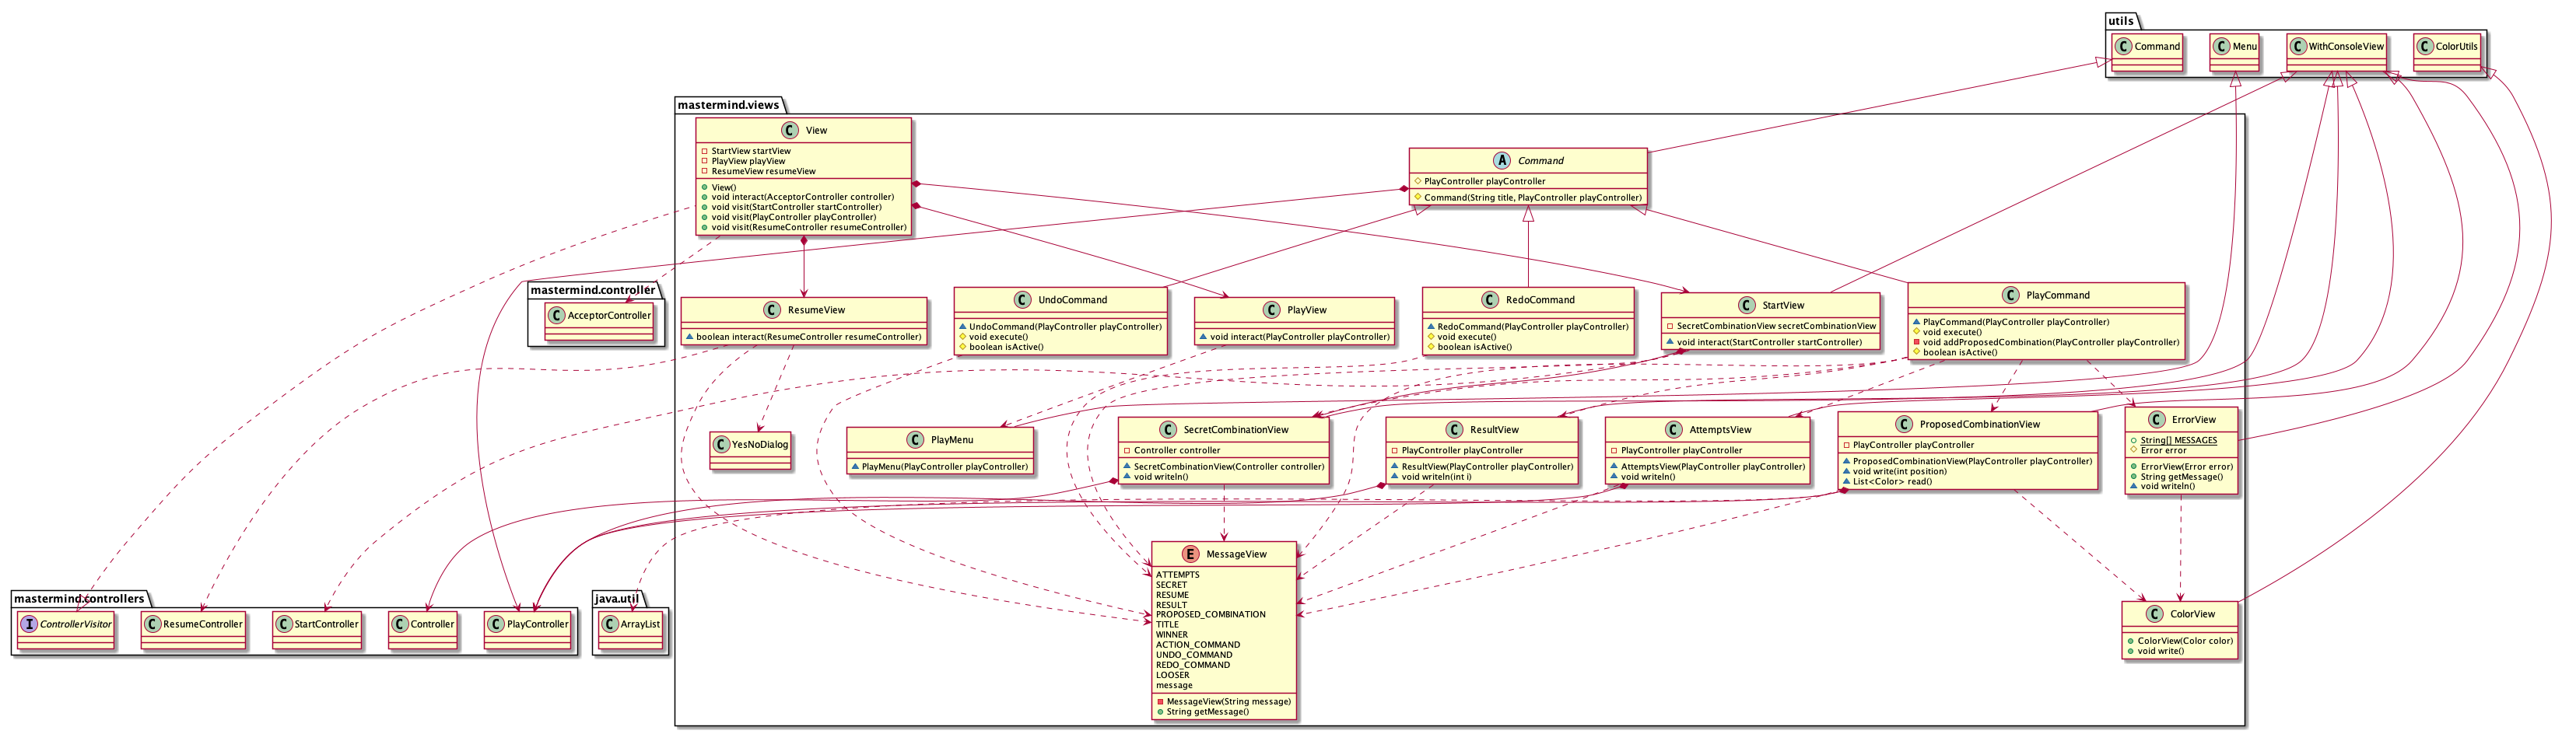 utils
C Command
C Menu
C WithConsoleView
C ColorUtils
mastermind.views
C View
StartView startView
PlayView playView
ResumeView resumeView
View()
void interact(AcceptorController controller)
void visit(StartController startController)
void visit(PlayController playController)
void visit(ResumeController resumeController)
A Command
PlayController playController
Command(String title, PlayController playController)
mastermind.controller
C AcceptorController
C ResumeView
boolean interact(ResumeController resumeController)
C UndoCommand
UndoCommand(PlayController playController)
void execute()
boolean isActive()
C PlayView
void interact(PlayController playController)
C RedoCommand
RedoCommand(PlayController playController)
void execute()
boolean isActive()
C StartView
SecretCombinationView secretCombinationView
void interact(StartController startController)
C PlayCommand
PlayCommand(PlayController playController)
void execute()
void addProposedCombination(PlayController playController)
boolean isActive()
C YesNoDialog
C PlayMenu
PlayMenu(PlayController playController)
C SecretCombinationView
Controller controller
SecretCombinationView(Controller controller)
void writeln()
C ResultView
PlayController playController
ResultView(PlayController playController)
void writeln(int i)
C AttemptsView
PlayController playController
AttemptsView(PlayController playController)
void writeln()
C ProposedCombinationView
PlayController playController
ProposedCombinationView(PlayController playController)
void write(int position)
List<Color> read()
C ErrorView
String[] MESSAGES
Error error
ErrorView(Error error)
String getMessage()
void writeln()
E MessageView
ATTEMPTS
SECRET
RESUME
RESULT
PROPOSED_COMBINATION
TITLE
WINNER
ACTION_COMMAND
UNDO_COMMAND
REDO_COMMAND
LOOSER
message
MessageView(String message)
String getMessage()
C ColorView
ColorView(Color color)
void write()
mastermind.controllers
I ControllerVisitor
C ResumeController
C StartController
C Controller
C PlayController
java.util
C ArrayList